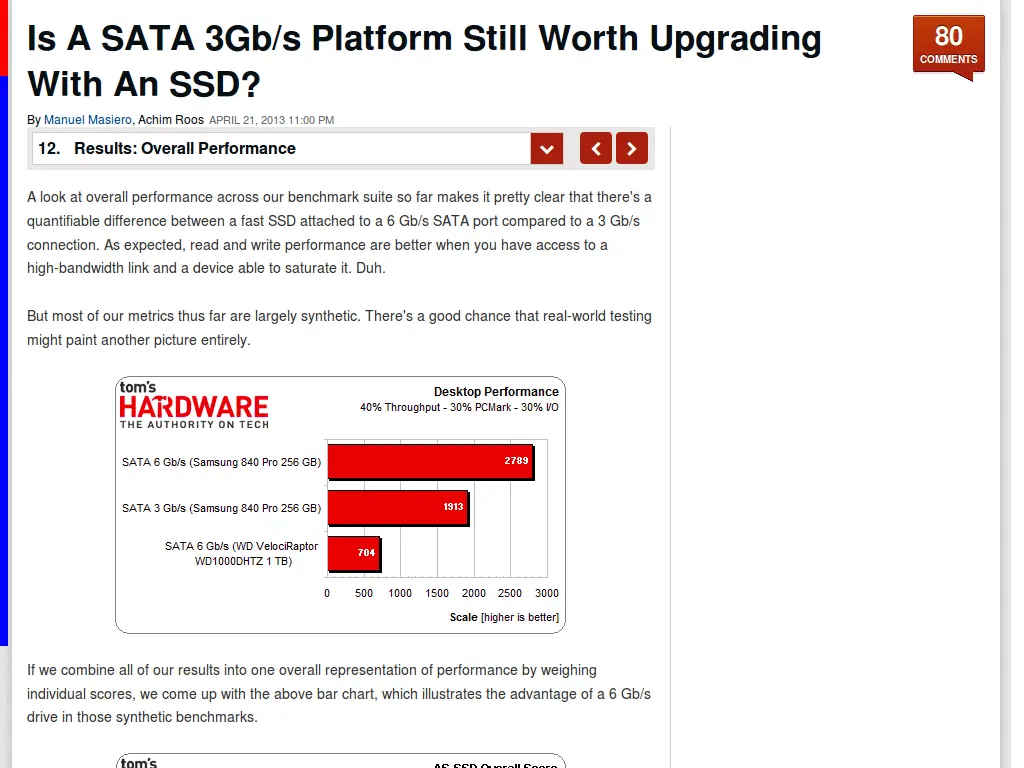 Is A SATA 3Gb/s Platform Still Worth Upgrading
With An SSD?
80
COMMENTS
By Manuel Masiero, Achim Roos APRIL 21, 2013 11:00 PM
12. Results: Overall Performance
A look at overall performance across our benchmark suite so far makes it pretty clear that there's a
quantifiable difference between a fast SSD attached to a 6 Gb/s SATA port compared to a 3 Gb/s
connection. As expected, read and write performance are better when you have access to a
high-bandwidth link and a device able to saturate it. Duh.
But most of our metrics thus far are largely synthetic. There's a good chance that real-world testing
might paint another picture entirely.
tom's
HARDWARE
THE AUTHORITY ON TECH
Desktop Performance
40% Throughput - 30% PCMark - 30% I/O
SATA 6 Gb/s (Samsung 840 Pro 256 GB) 2789
SATA 3 Gb/s (Samsung 840 Pro 256 GB) 1913
SATA 6 Gb/s (WD VelociRaptor
WD1000DHTZ 1 TB) 704
0 500 1000 1500 2000 2500 3000
Scale [higher is better]
If we combine all of our results into one overall representation of performance by weighing
individual scores, we come up with the above bar chart, which illustrates the advantage of a 6 Gb/s
drive in those synthetic benchmarks.
tom's
AS-SSD Overall Score